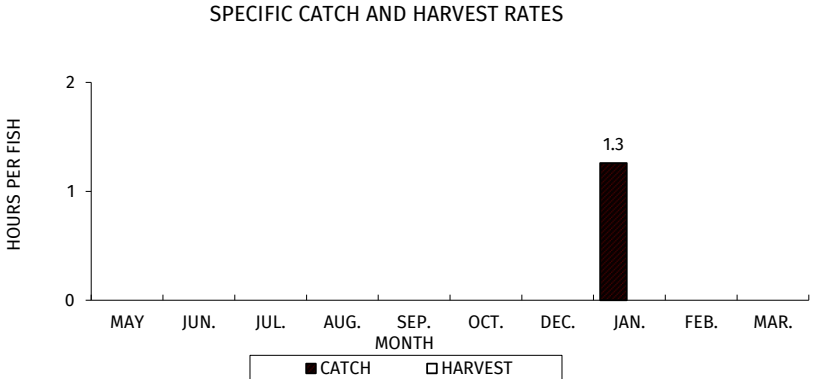 SPECIFIC CATCH AND HARVEST RATES
HOURS PER FISH
2
1
0
1.3
MAY JUN. JUL. AUG. SEP. OCT. DEC. JAN. FEB. MAR.
MONTH
CATCH HARVEST